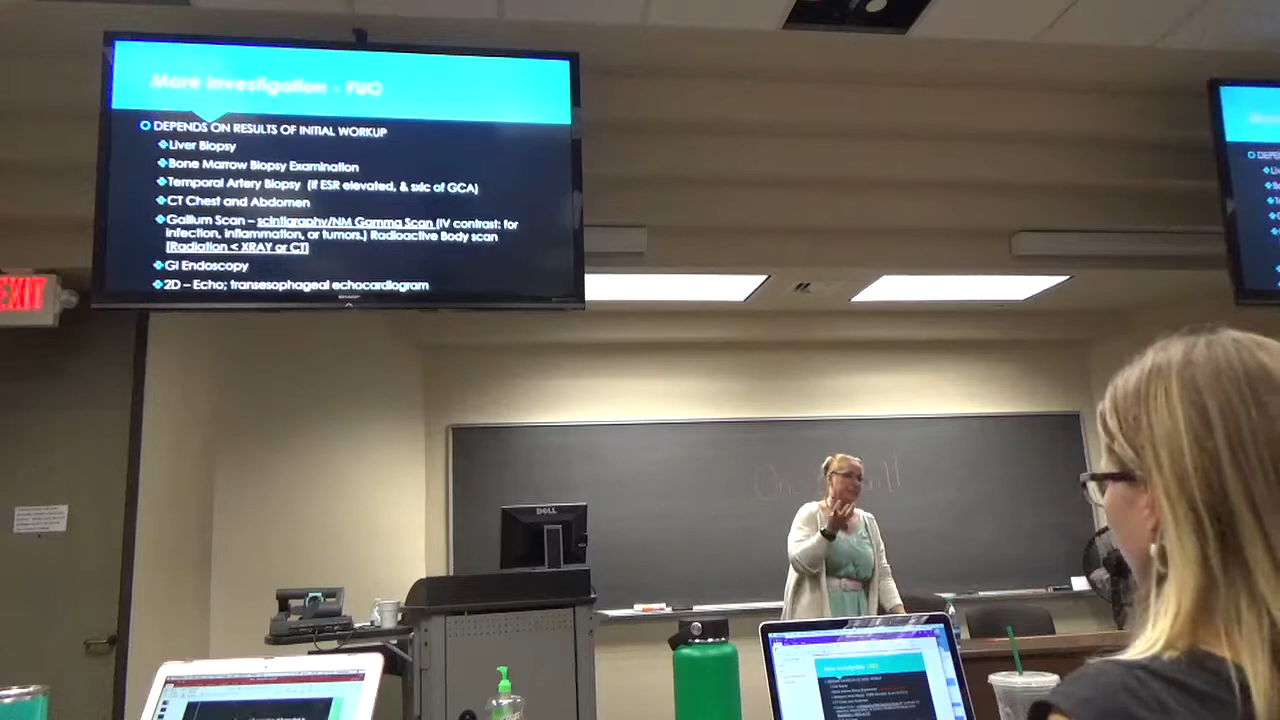 More Investigation - FUO
DEPENDS ON RESULTS OF INITIAL WORKUP
Liver Biopsy
Bone Marrow Biopsy Examination
Temporal Artery Biopsy (if ESR elevated, & sxic of GCA)
CT Chest and Abdomen
Gallium Scan – scintigraphy/NM Gamma Scan (IV contrast: for
infection, inflammation, or tumors.) Radioactive Body scan
[Radiation < XRAY or CT]
GI Endoscopy
2D – Echo; transesophageal echocardiogram
SHARP
EXIT
DELL